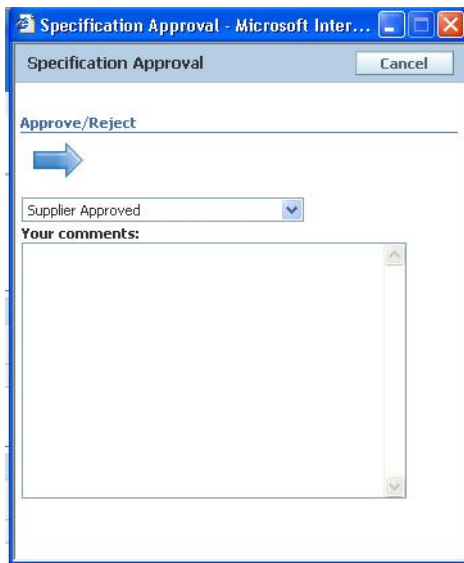 Specification Approval - Microsoft Inter...
Specification Approval
Cancel
Approve/Reject
Supplier Approved
Your comments: